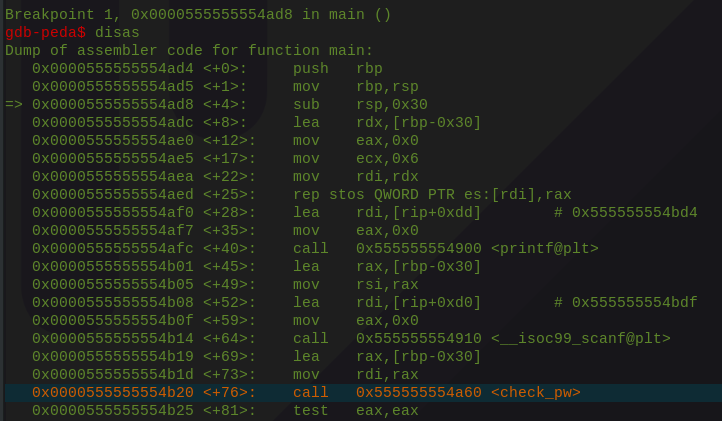 Breakpoint 1, 0x0000555555554ad8 in main ()
gdb-peda$ disas
Dump of assembler code for function main:
   0x0000555555554ad4 <+0>:     push   rbp
   0x0000555555554ad5 <+1>:     mov    rbp,rsp
=> 0x0000555555554ad8 <+4>:     sub    rsp,0x30
   0x0000555555554adc <+8>:     lea    rdx,[rbp-0x30]
   0x0000555555554ae0 <+12>:    mov    eax,0x0
   0x0000555555554ae5 <+17>:    mov    ecx,0x6
   0x0000555555554aea <+22>:    mov    rdi,rdx
   0x0000555555554aed <+25>:    rep stos QWORD PTR es:[rdi],rax
   0x0000555555554af0 <+28>:    lea    rdi,[rip+0xdd]        # 0x555555554bd4
   0x0000555555554af7 <+35>:    mov    eax,0x0
   0x0000555555554afc <+40>:    call   0x555555554900 <printf@plt>
   0x0000555555554b01 <+45>:    lea    rax,[rbp-0x30]
   0x0000555555554b05 <+49>:    mov    rsi,rax
   0x0000555555554b08 <+52>:    lea    rdi,[rip+0xd0]        # 0x555555554bdf
   0x0000555555554b0f <+59>:    mov    eax,0x0
   0x0000555555554b14 <+64>:    call   0x555555554910 <__isoc99_scanf@plt>
   0x0000555555554b19 <+69>:    lea    rax,[rbp-0x30]
   0x0000555555554b1d <+73>:    mov    rdi,rax
   0x0000555555554b20 <+76>:    call   0x555555554a60 <check_pw>
   0x0000555555554b25 <+81>:    test   eax,eax